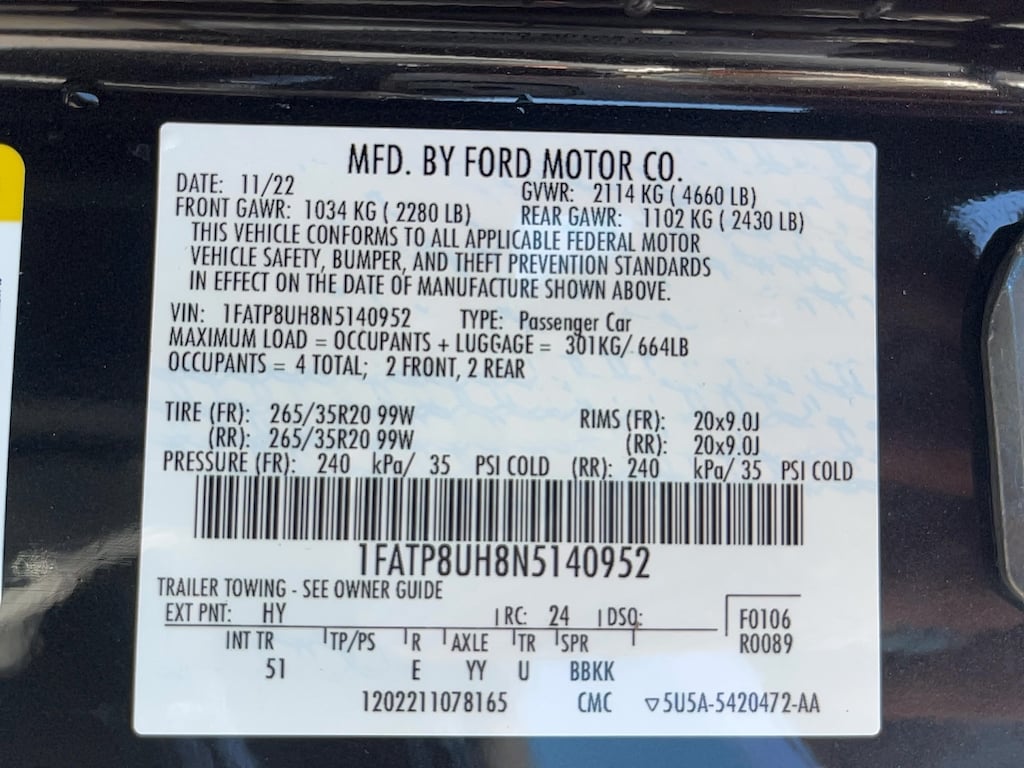 MFD. BY FORD MOTOR CO.
DATE: 11/22 GVWR: 2114 KG ( 4660 LB)
FRONT GAWR: 1034 KG ( 2280 LB) REAR GAWR: 1102 KG ( 2430 LB)
THIS VEHICLE CONFORMS TO ALL APPLICABLE FEDERAL MOTOR
VEHICLE SAFETY, BUMPER, AND THEFT PREVENTION STANDARDS
IN EFFECT ON THE DATE OF MANUFACTURE SHOWN ABOVE.
VIN: 1FATP8UH8N5140952 TYPE: Passenger Car
MAXIMUM LOAD = OCCUPANTS + LUGGAGE = 301KG/ 664LB
OCCUPANTS = 4 TOTAL; 2 FRONT, 2 REAR
TIRE (FR): 265/35R20 99W RIMS (FR): 20x9.0J
(RR): 265/35R20 99W (RR): 20x9.0J
PRESSURE (FR): 240 kPa/ 35 PSI COLD (RR): 240 kPa/ 35 PSI COLD
1FATP8UH8N5140952
TRAILER TOWING - SEE OWNER GUIDE
EXT PNT: HY RC: 24 DSO: F0106
INT TR TP/PS R AXLE TR SPR R0089
51 E YY U BBKK
1202211078165 CMC ▽5U5A-5420472-AA